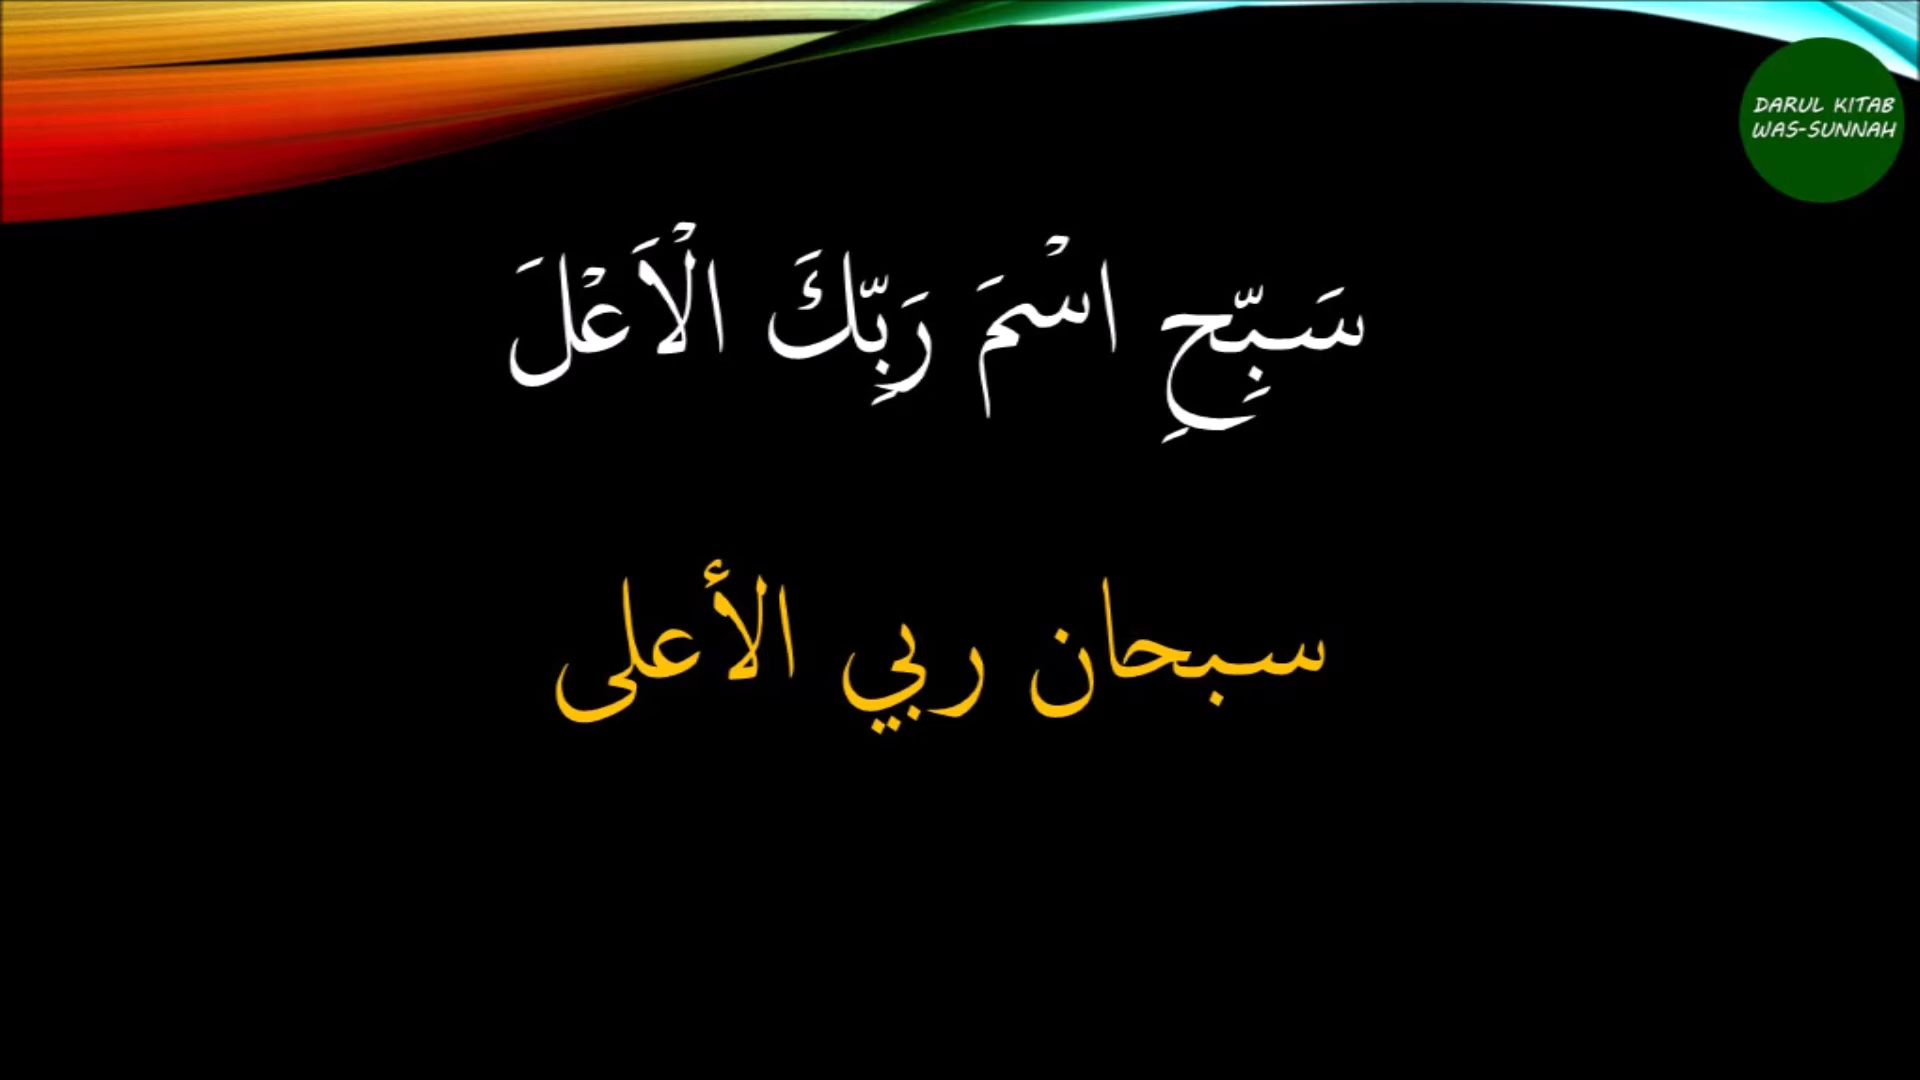 DARUL KITAB
WAS-SUNNAH
سَبِّحِ اسْمَ رَبِّكَ الْاَعْلَى
سبحان ربي الأعلى